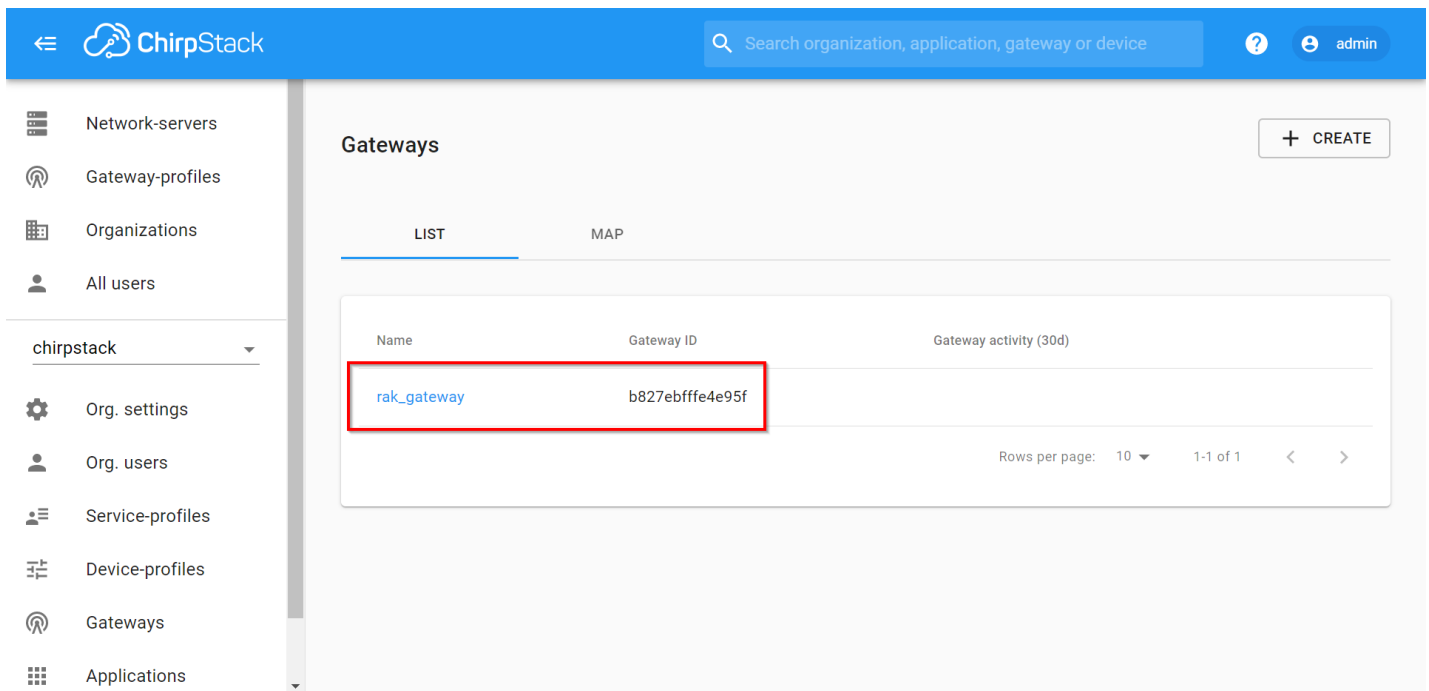 ChirpStack
Search organization, application, gateway or device
? admin
Network-servers
Gateway-profiles
Organizations
All users
chirpstack
Org. settings
Org. users
Service-profiles
Device-profiles
Gateways
Applications
Gateways
+ CREATE
LIST MAP
Name Gateway ID Gateway activity (30d)
rak_gateway b827ebfffe4e95f
Rows per page: 10 1-1 of 1